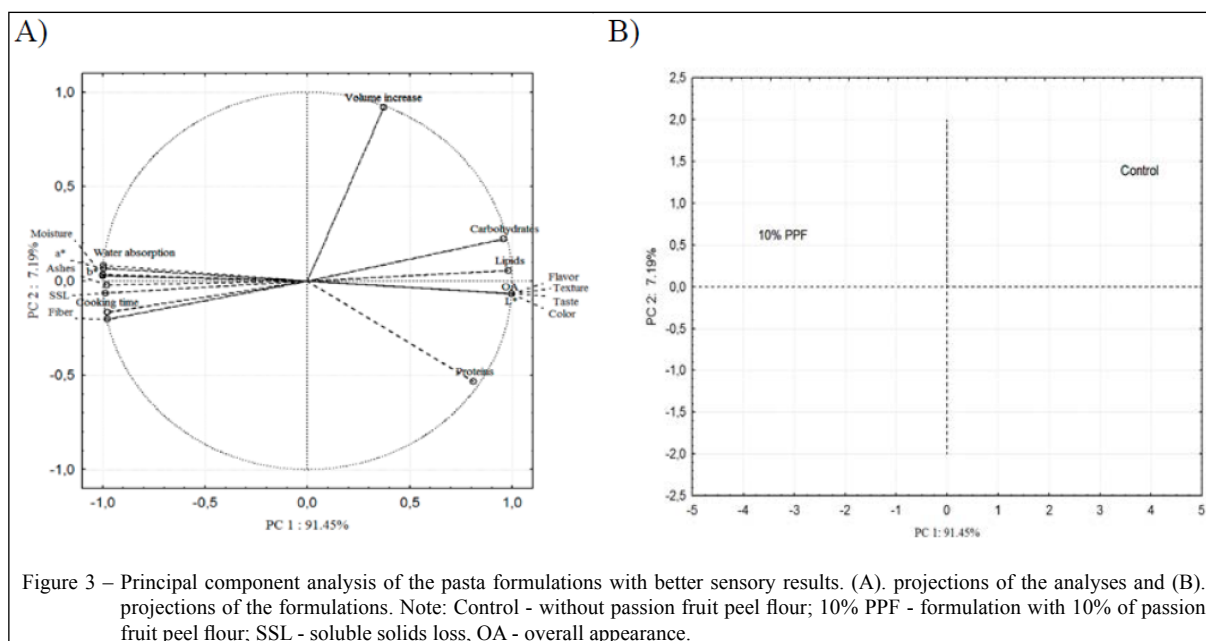 A)
B)
1,0
0,5
0,0
-0,5
-1,0
PC 2 : 7.19%
Volume increase
Carbohydrates
Lipids
Flavor
OA
Texture
L*
Taste
Color
Proteins
Moisture
a*
Water absorption
Ashes
b*
SSL
Cooking time
Fiber
-1,0
-0,5
0,0
0,5
1,0
PC 1 : 91.45%
2,5
2,0
1,5
1,0
0,5
0,0
-0,5
-1,0
-1,5
-2,0
-2,5
PC 2: 7.19%
Control
10% PPF
-5
-4
-3
-2
-1
0
1
2
3
4
5
PC 1: 91.45%
Figure 3 – Principal component analysis of the pasta formulations with better sensory results. (A). projections of the analyses and (B).
projections of the formulations. Note: Control - without passion fruit peel flour; 10% PPF - formulation with 10% of passion
fruit peel flour; SSL - soluble solids loss, OA - overall appearance.